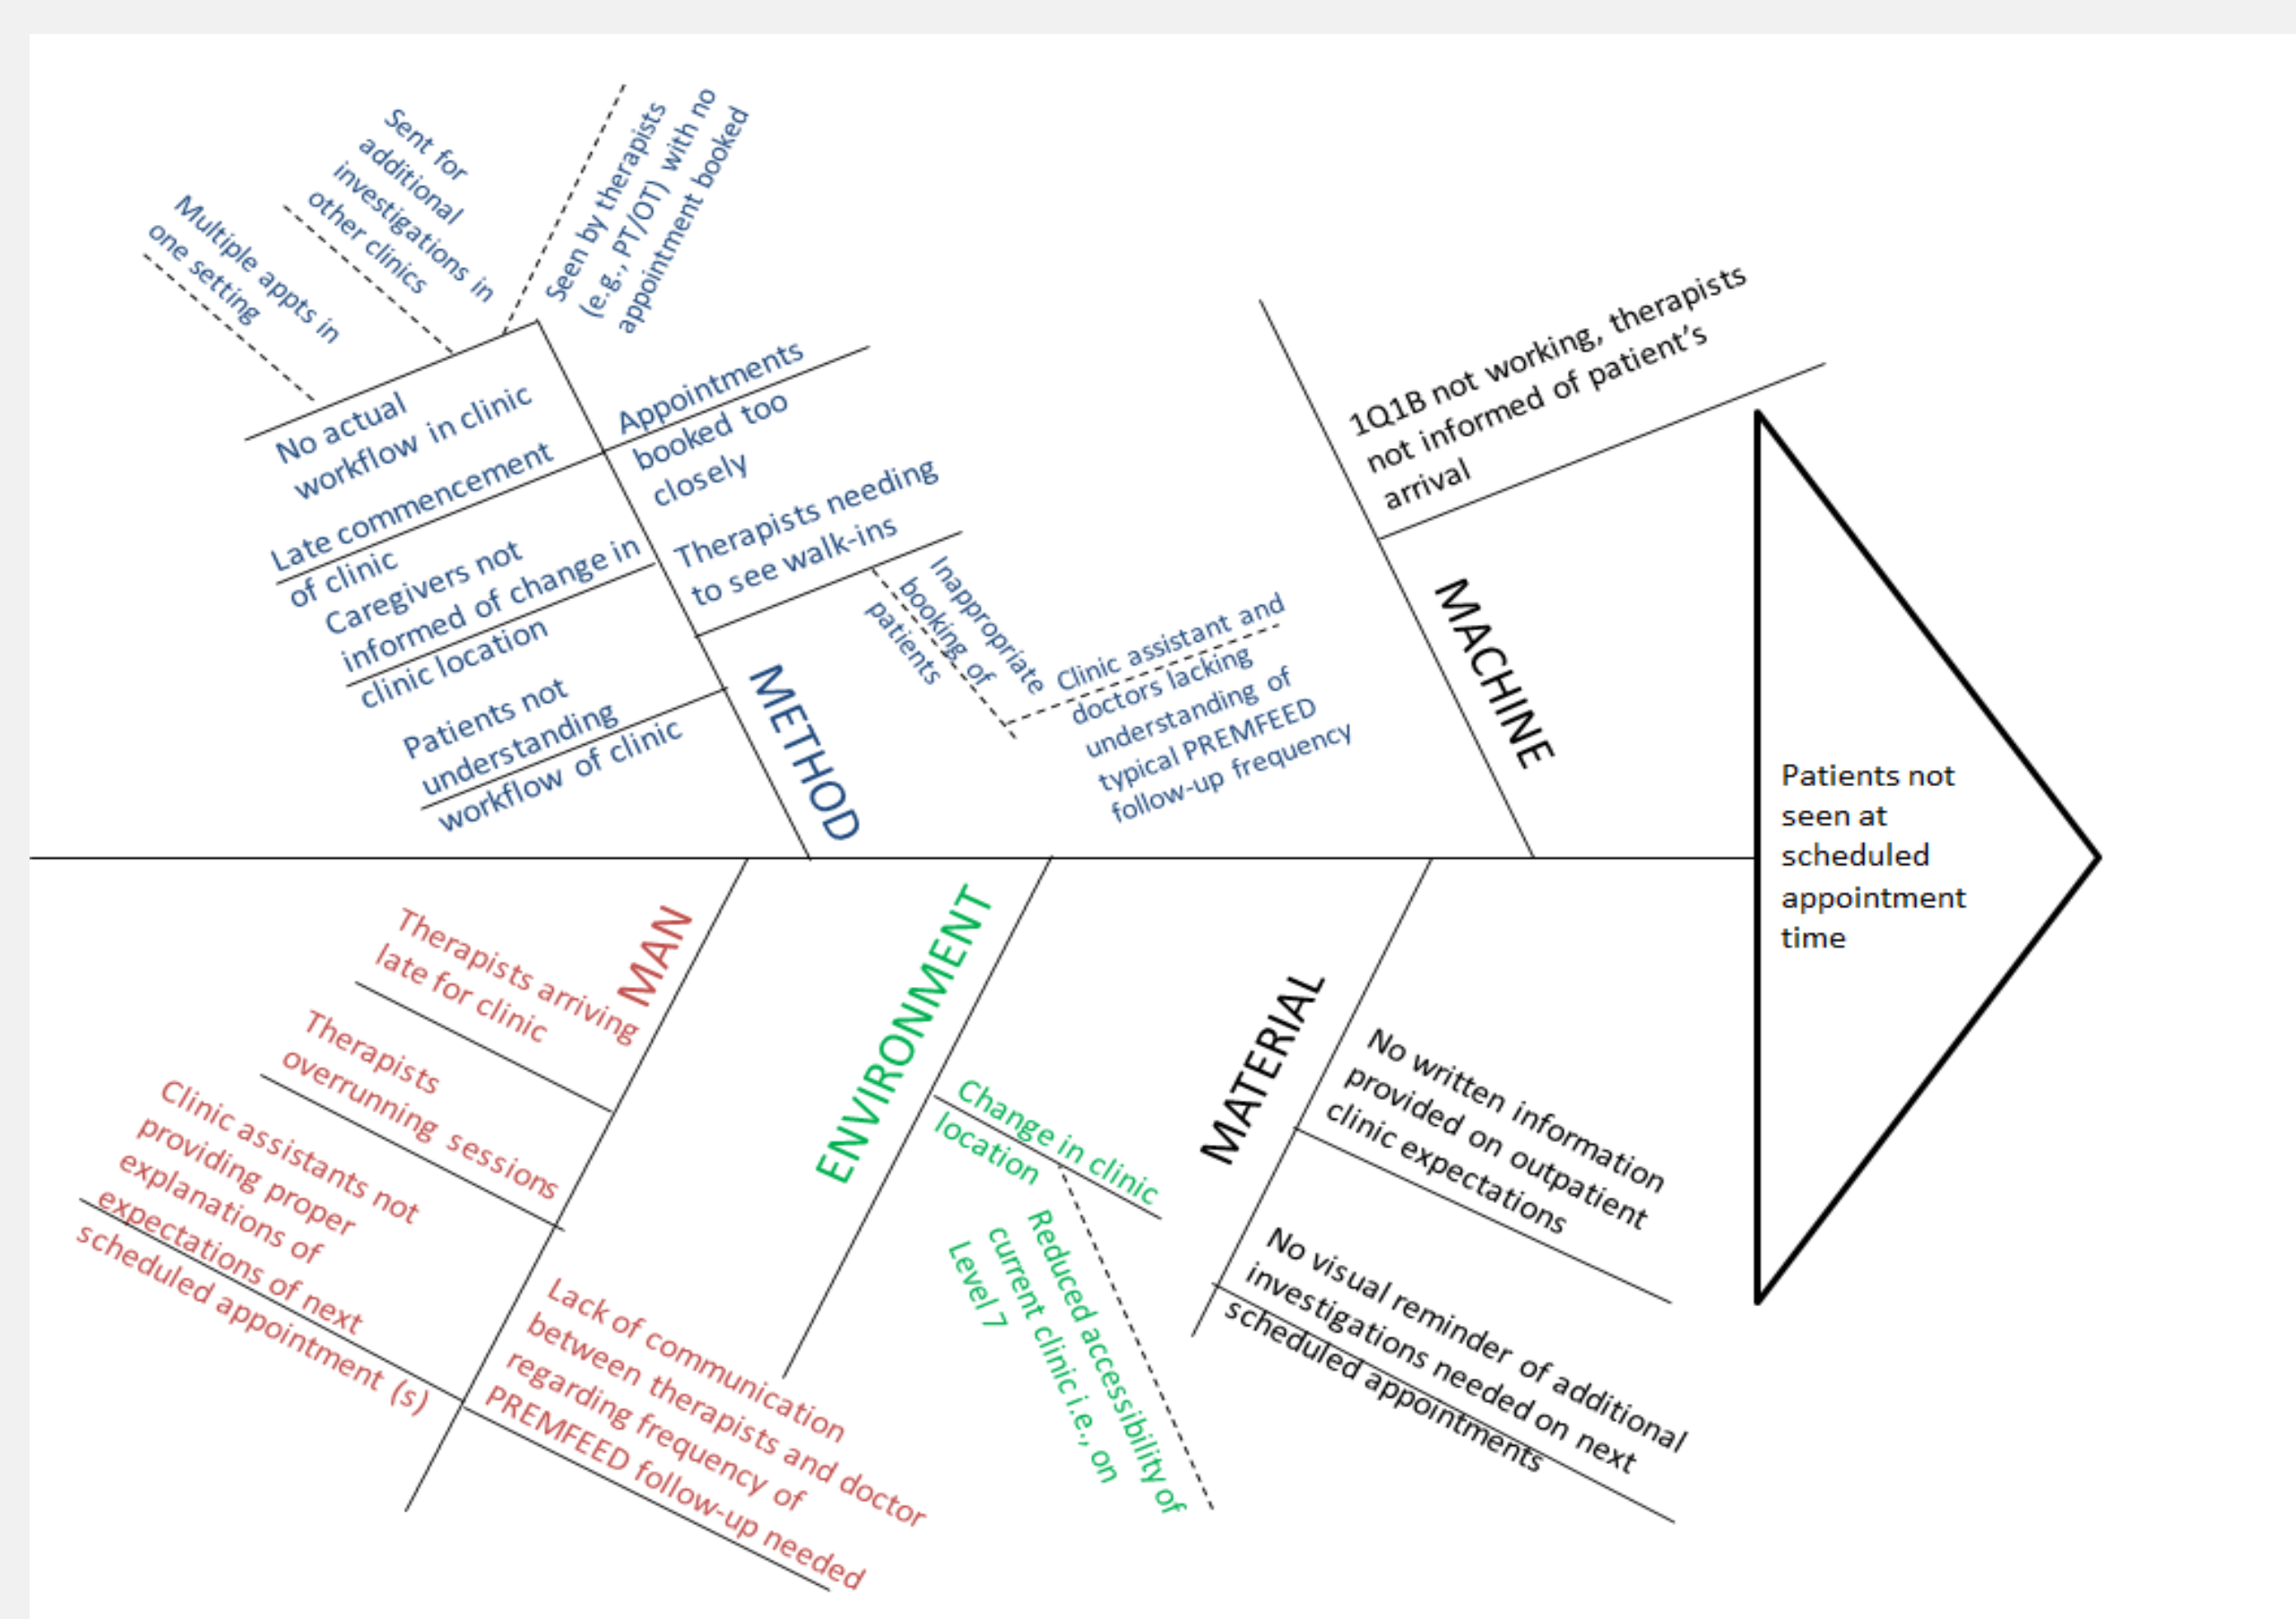 Multiple appts in
one setting
Sent for
additional
investigations in
other clinics
Seen by therapists
(e.g., PT/OT) with no
appointment booked
No actual
workflow in clinic
Late commencement
of clinic
Caregivers not
informed of change in
clinic location
Patients not
understanding
workflow of clinic
Appointments
booked too
closely
Therapists needing
to see walk-ins
Inappropriate
booking of
patients
Clinic assistant and
doctors lacking
understanding of
typical PREMFEED
follow-up frequency
METHOD
1Q1B not working, therapists
not informed of patient's
arrival
MACHINE
Patients not
seen at
scheduled
appointment
time
MAN
Therapists arriving
late for clinic
Therapists
overrunning sessions
Clinic assistants not
providing proper
explanations of
expectations of next
scheduled appointment (s)
Lack of communication
between therapists and doctor
regarding frequency of
PREMFEED follow-up needed
ENVIRONMENT
Change in clinic
location
Reduced accessibility of
current clinic i.e., on
Level 7
MATERIAL
No written information
provided on outpatient
clinic expectations
No visual reminder of additional
investigations needed on next
scheduled appointments